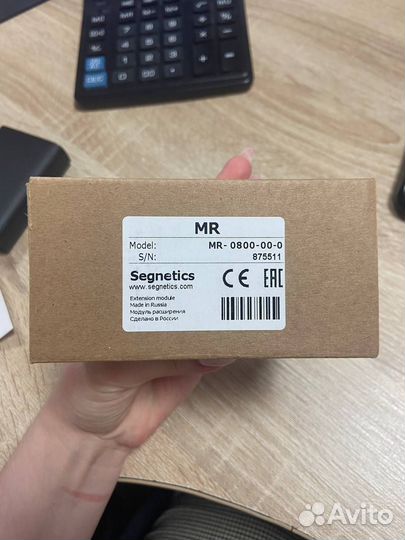 MR
Model: MR- 0800-00-0
S/N: 875511
Segnetics
www.segnetics.com
Extension module
Made in Russia
Модуль расширения
Сделано в России
CE EAC
Avito